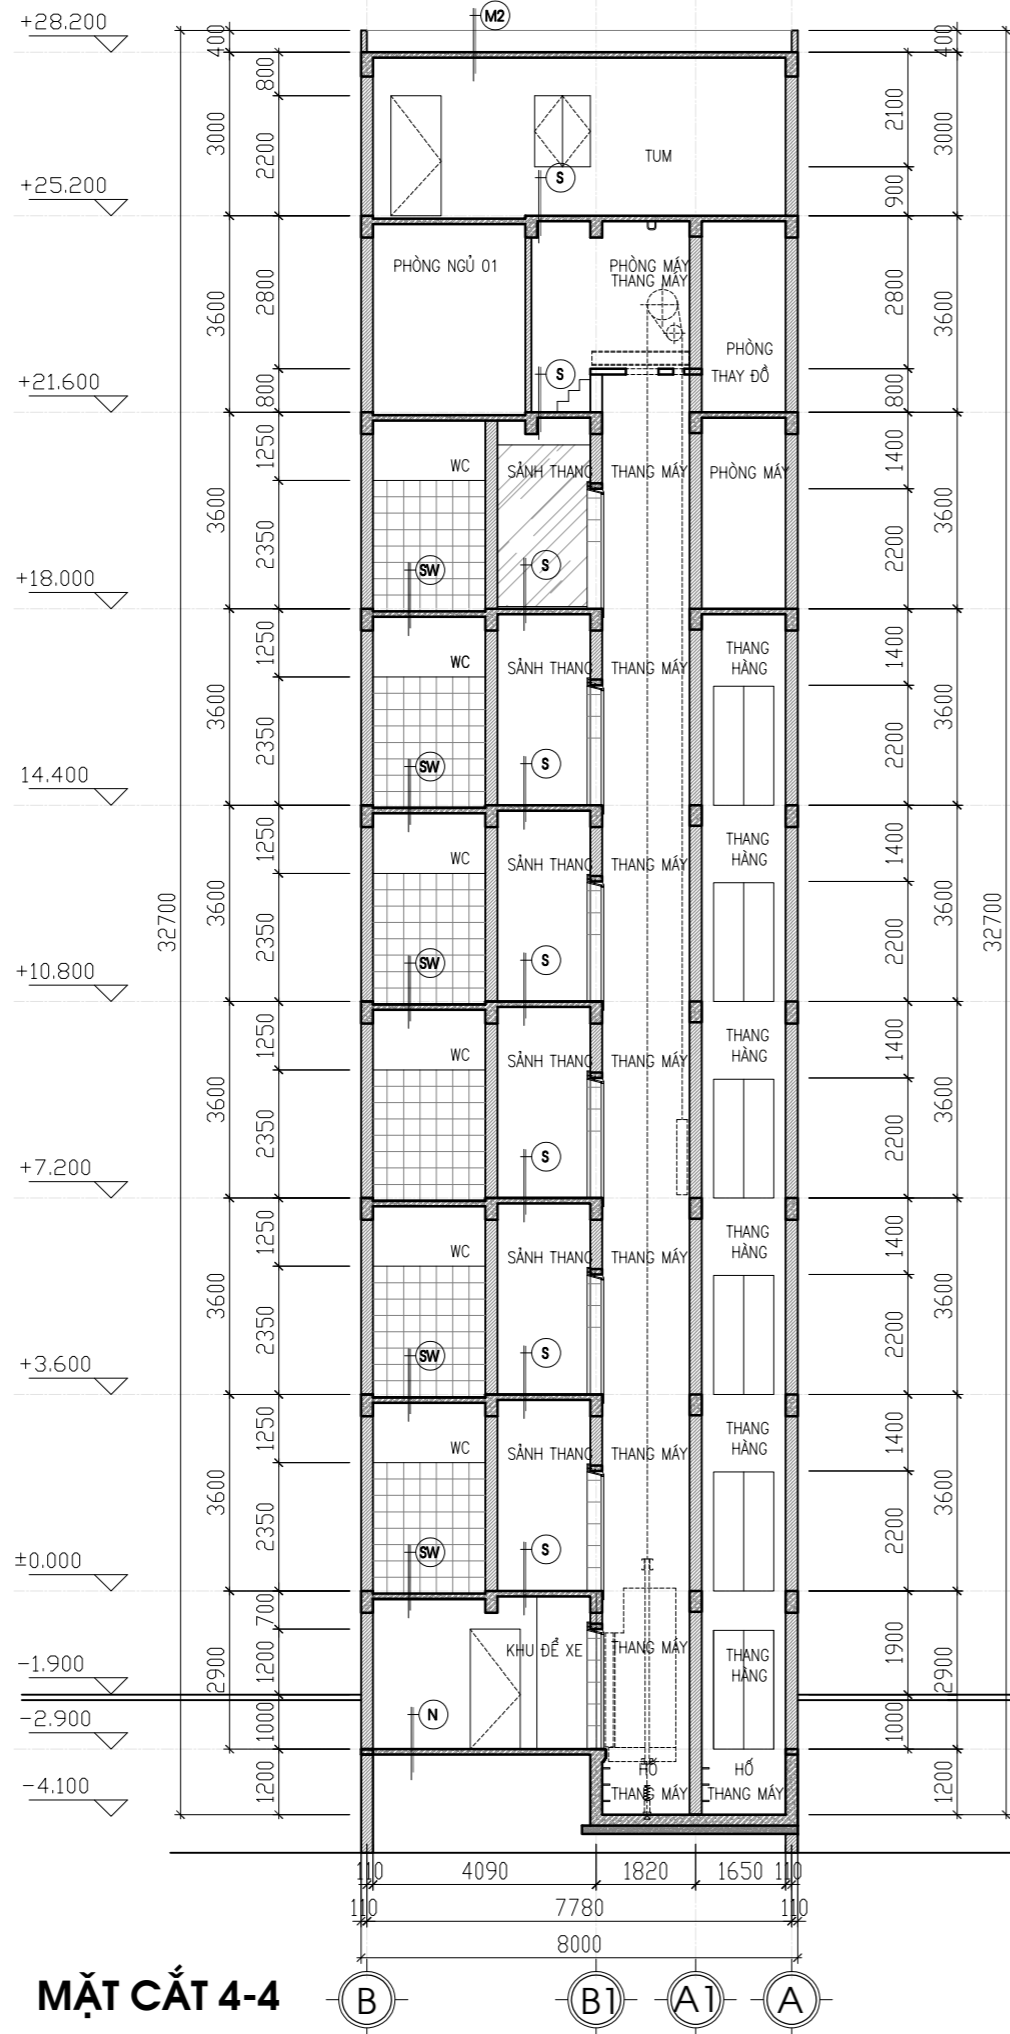 +28.200
M2
400
400
800
3000
2200
2100
3000
900
TUM
+25.200
S
PHÒNG NGỦ 01
PHÒNG MÁY
THANG MÁY
3600
2800
2800
3600
PHÒNG
THAY ĐỒ
+21.600
S
800
800
WC
SẢNH THANG
THANG MÁY
PHÒNG MÁY
1250
1400
3600
2350
2200
3600
SW
S
+18.000
WC
SẢNH THANG
THANG MÁY
THANG
HÀNG
1250
1400
3600
2350
2200
3600
SW
S
14.400
WC
SẢNH THANG
THANG MÁY
THANG
HÀNG
1250
1400
32700
3600
2350
2200
3600
32700
SW
S
+10.800
WC
SẢNH THANG
THANG MÁY
THANG
HÀNG
1250
1400
3600
2350
2200
3600
S
+7.200
WC
SẢNH THANG
THANG MÁY
THANG
HÀNG
1250
1400
3600
2350
2200
3600
SW
S
+3.600
WC
SẢNH THANG
THANG MÁY
THANG
HÀNG
1250
1400
3600
2350
2200
3600
SW
S
±0.000
700
KHU ĐỂ XE
THANG MÁY
THANG
HÀNG
2900
1200
1900
2900
-1.900
N
-2.900
1000
1000
HỐ
THANG MÁY
HỐ
THANG MÁY
-4.100
1200
1200
110
4090
1820
1650
110
110
7780
110
8000
MẶT CẮT 4-4
B
B1
A1
A